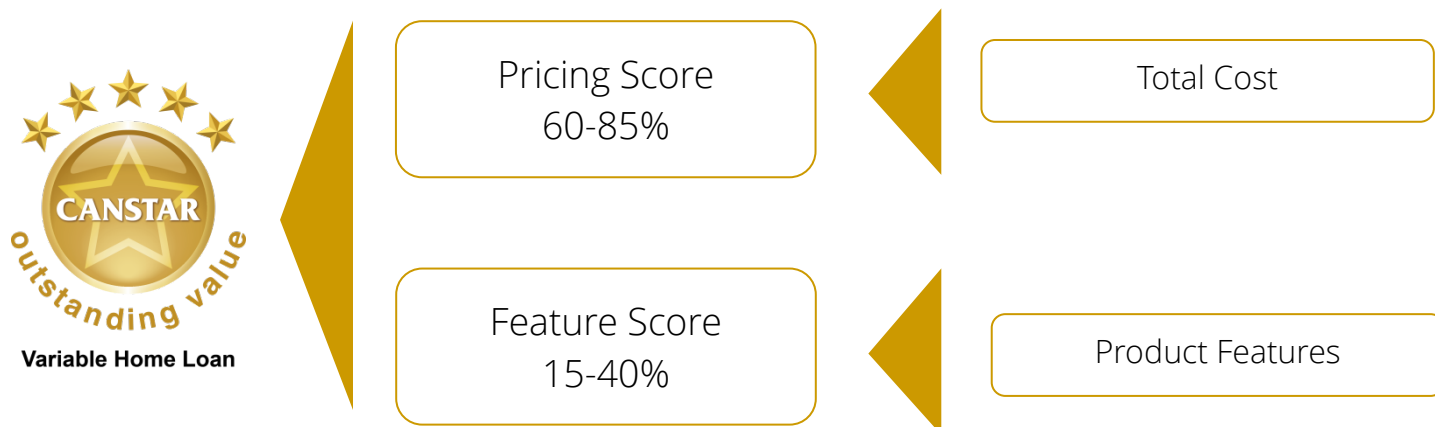 CANSTAR
outstanding value
Variable Home Loan
Pricing Score
60-85%
Total Cost
Feature Score
15-40%
Product Features